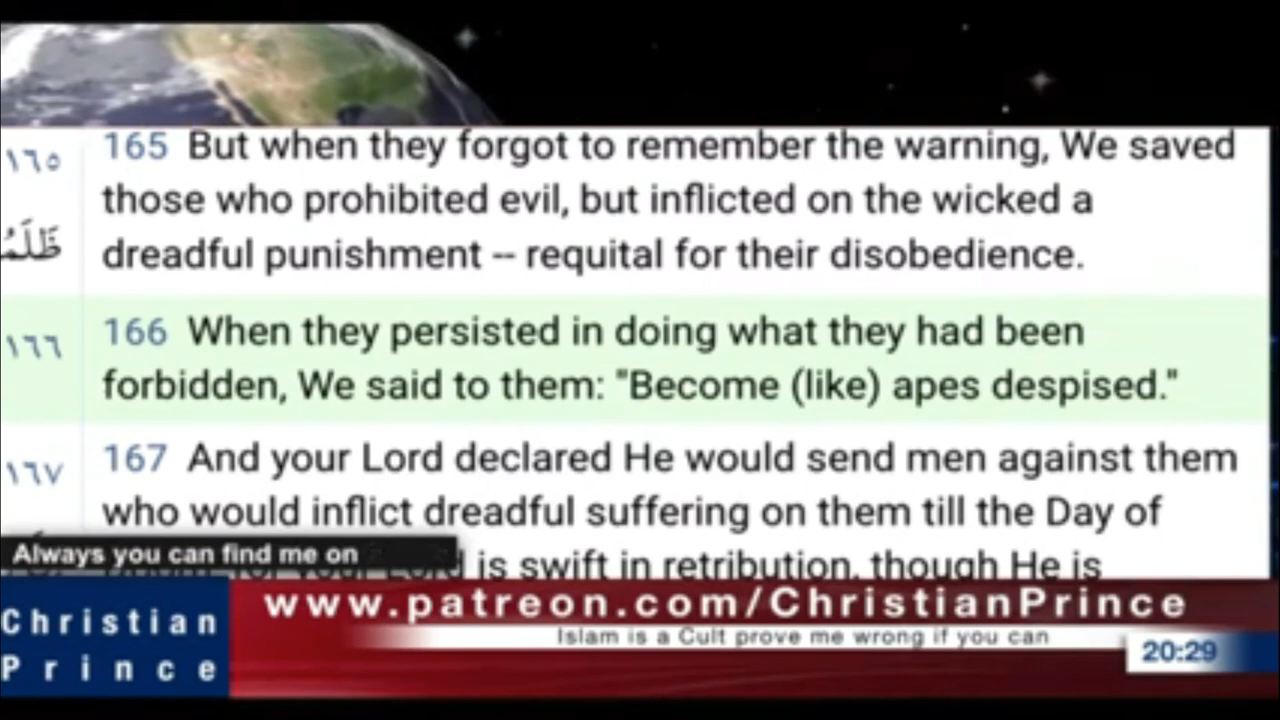 165 But when they forgot to remember the warning, We saved
١٦٥
those who prohibited evil, but inflicted on the wicked a
dreadful punishment -- requital for their disobedience.
166 When they persisted in doing what they had been
١٦٦
forbidden, We said to them: "Become (like) apes despised."
167 And your Lord declared He would send men against them
١٦٧
who would inflict dreadful suffering on them till the Day of
is swift in retribution, though He is
Always you can find me on
www.patreon.com/ChristianPrince
Islam is a Cult prove me wrong if you can
Christian
Prince
20:29